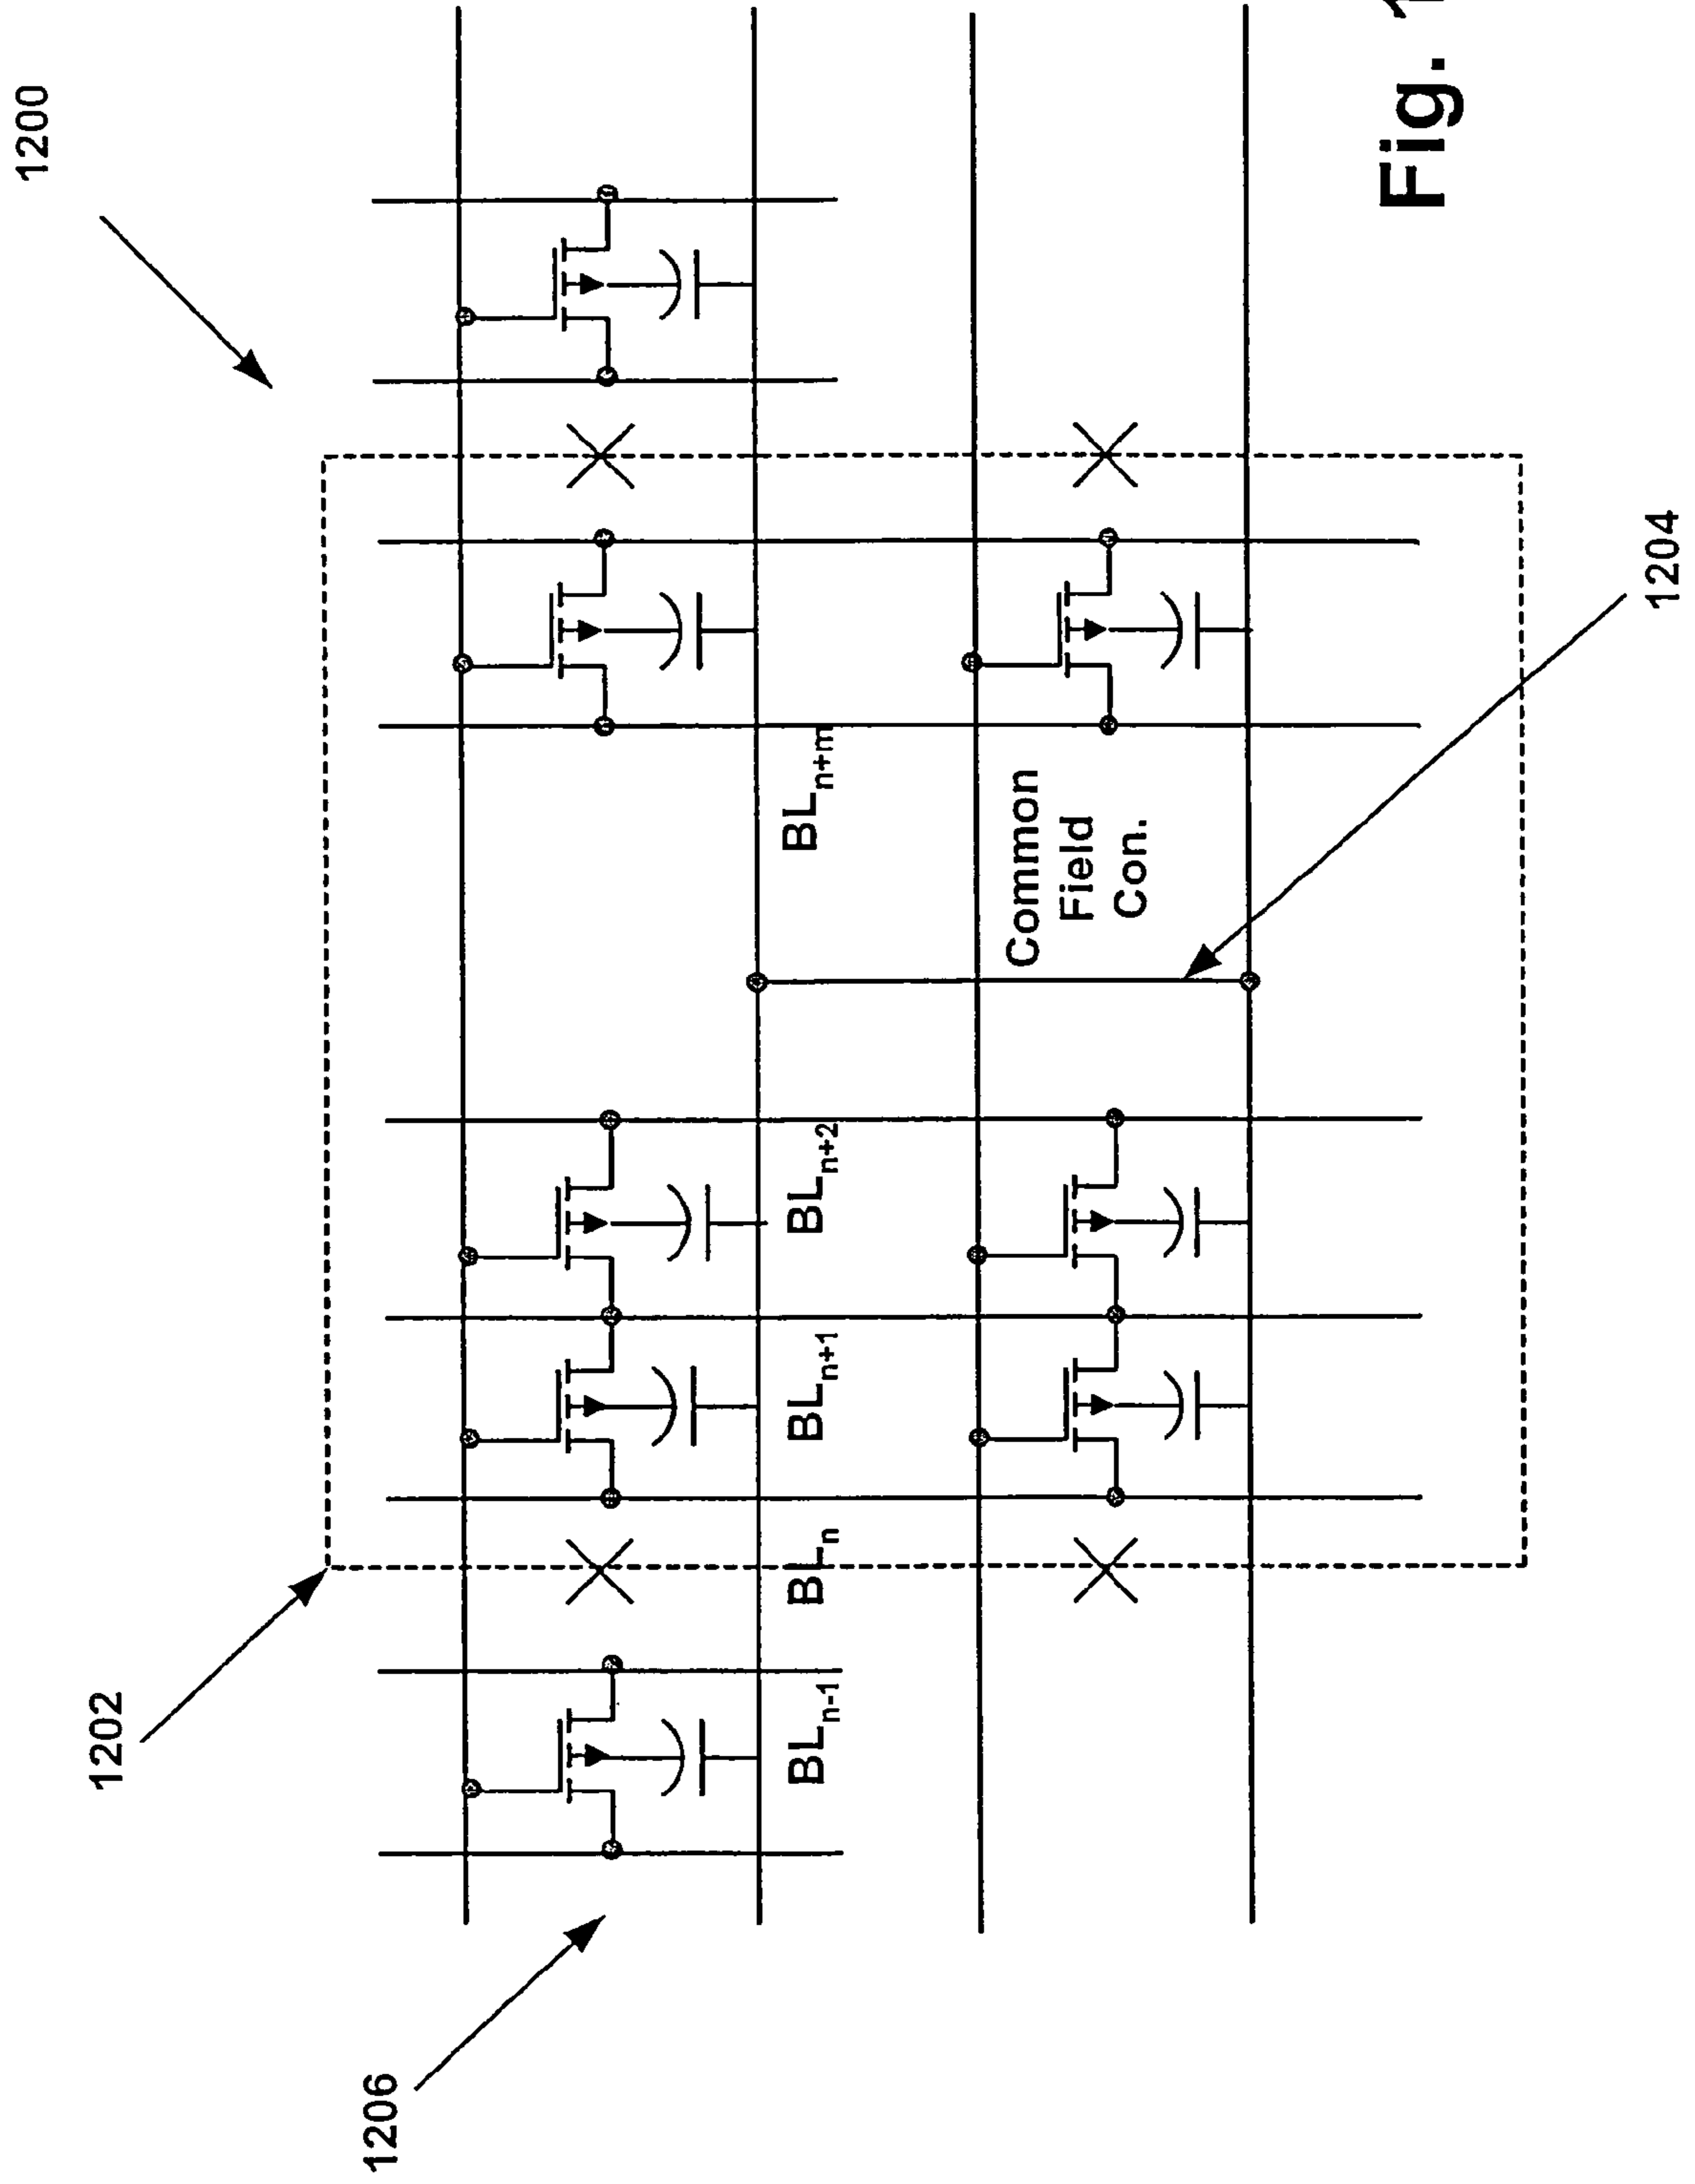 1200
1202
1206
BLn-1
BLn
BLn+1
BLn+2
BLn+m
Common
Field
Con.
Fig. 1
1204